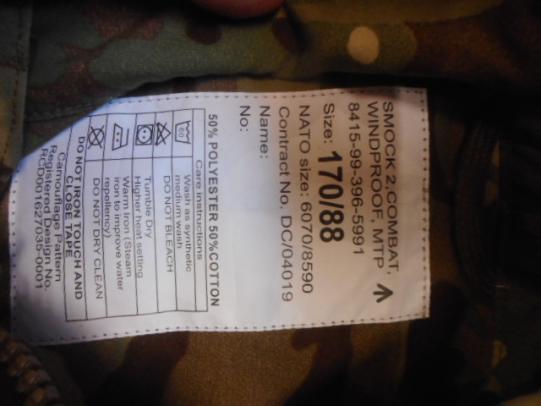 SMOCK 2,COMBAT,
WINDPROOF, MTP
8415-99-396-5991
Size: 170/88
NATO size: 6070/8590
Contract No. DC/04019
Name:
No:
50% POLYESTER 50%COTTON
Care Instructions
Wash as synthetic
medium wash
DO NOT BLEACH
Tumble Dry
Higher heat setting
Warm Iron (Steam
iron to improve water
repellency)
DO NOT DRY CLEAN
DO NOT IRON TOUCH AND
CLOSE TAPE
Camouflage Pattern
Registered Design No.
RCD001627035-0001